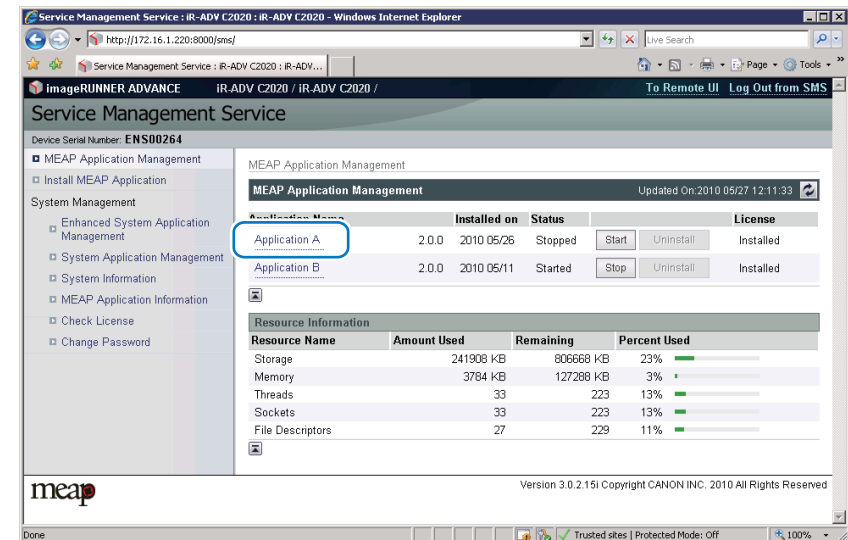 Service Management Service : iR-ADV C2020 : iR-ADV C2020 - Windows Internet Explorer
http://172.16.1.220:8000/sms/
Live Search
Service Management Service : iR-ADV C2020 : iR-ADV...
Page
Tools
imageRUNNER ADVANCE iR-ADV C2020 / iR-ADV C2020 /
To Remote UI Log Out from SMS
Service Management Service
Device Serial Number: ENS00264
MEAP Application Management
Install MEAP Application
System Management
Enhanced System Application
Management
System Application Management
System Information
MEAP Application Information
Check License
Change Password
MEAP Application Management
MEAP Application Management Updated On:2010 05/27 12:11:33
Application Name Installed on Status License
Application A 2.0.0 2010 05/26 Stopped Start Uninstall Installed
Application B 2.0.0 2010 05/11 Started Stop Uninstall Installed
Resource Information
Resource Name Amount Used Remaining Percent Used
Storage 241908 KB 806668 KB 23%
Memory 3784 KB 127288 KB 3%
Threads 33 223 13%
Sockets 33 223 13%
File Descriptors 27 229 11%
meap
Version 3.0.2.15i Copyright CANON INC. 2010 All Rights Reserved
Done
Trusted sites | Protected Mode: Off
100%